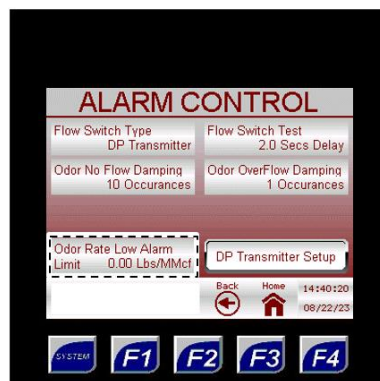 ALARM CONTROL
Flow Switch Type
DP Transmitter
Flow Switch Test
2.0 Secs Delay
Odor No Flow Damping
10 Occurances
Odor OverFlow Damping
1 Occurances
Odor Rate Low Alarm
Limit 0.00 Lbs/MMcf
DP Transmitter Setup
Back
Home
14:40:20
08/22/23
SYSTEM
F1
F2
F3
F4